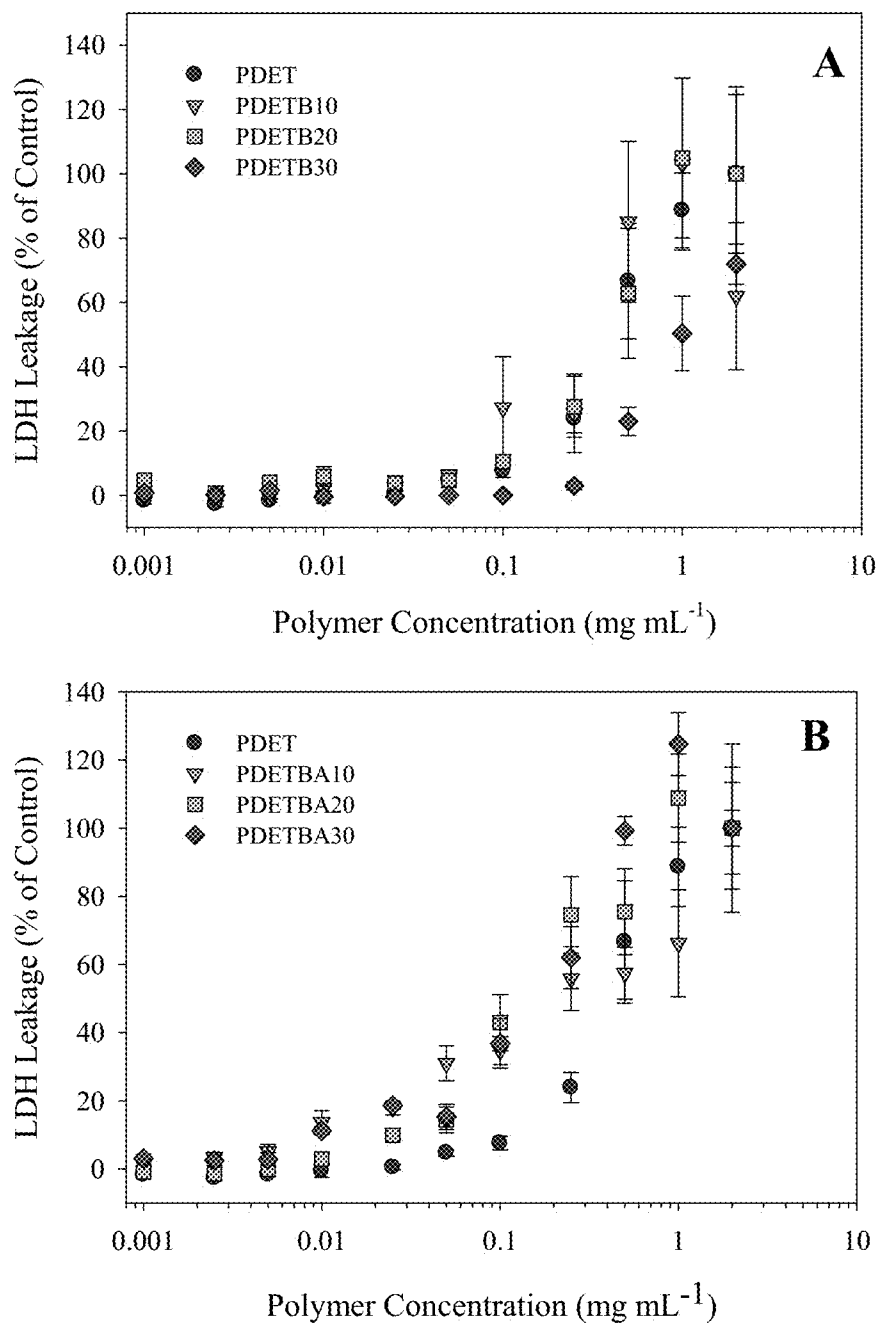 A
PDET
PDETB10
PDETB20
PDETB30
LDH Leakage (% of Control)
140
120
100
80
60
40
20
0
0.001 0.01 0.1 1 10
Polymer Concentration (mg mL⁻¹)
B
PDET
PDETBA10
PDETBA20
PDETBA30
LDH Leakage (% of Control)
140
120
100
80
60
40
20
0
0.001 0.01 0.1 1 10
Polymer Concentration (mg mL⁻¹)